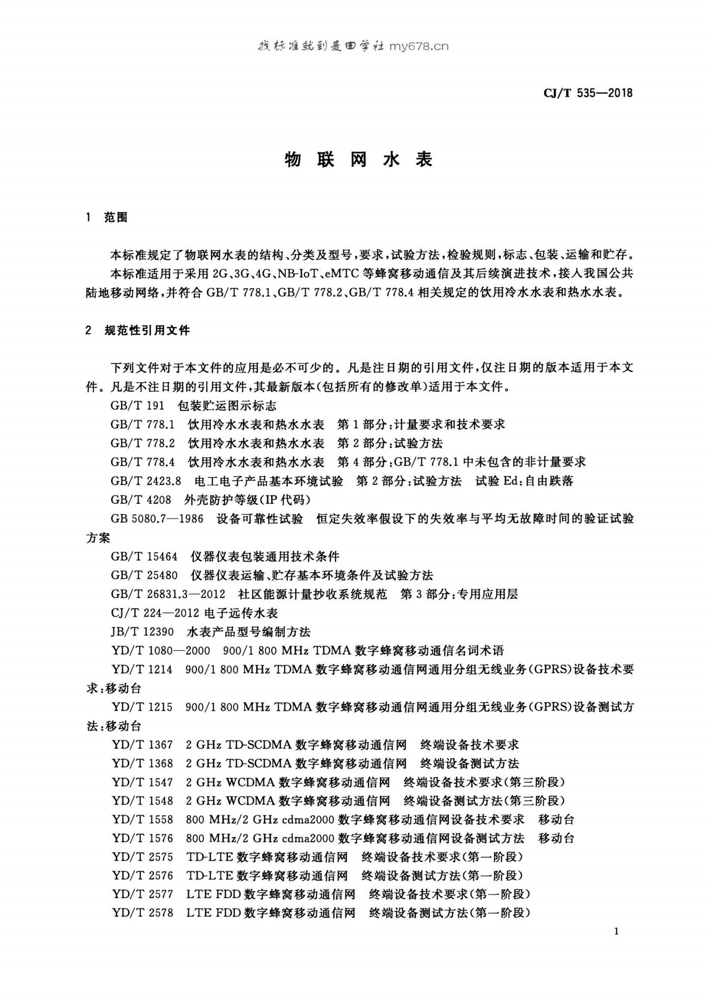 找标准就到麦田学社 my678.cn
CJ/T 535—2018
物联网水表
1 范围
本标准规定了物联网水表的结构、分类及型号,要求,试验方法,检验规则,标志、包装、运输和贮存。
本标准适用于采用 2G、3G、4G、NB-IoT、eMTC 等蜂窝移动通信及其后续演进技术,接入我国公共
陆地移动网络,并符合 GB/T 778.1、GB/T 778.2、GB/T 778.4 相关规定的饮用冷水水表和热水水表。
2 规范性引用文件
下列文件对于本文件的应用是必不可少的。凡是注日期的引用文件,仅注日期的版本适用于本文
件。凡是不注日期的引用文件,其最新版本(包括所有的修改单)适用于本文件。
GB/T 191 包装贮运图示标志
GB/T 778.1 饮用冷水水表和热水水表 第 1 部分:计量要求和技术要求
GB/T 778.2 饮用冷水水表和热水水表 第 2 部分:试验方法
GB/T 778.4 饮用冷水水表和热水水表 第 4 部分:GB/T 778.1 中未包含的非计量要求
GB/T 2423.8 电工电子产品基本环境试验 第 2 部分:试验方法 试验 Ed:自由跌落
GB/T 4208 外壳防护等级(IP 代码)
GB 5080.7—1986 设备可靠性试验 恒定失效率假设下的失效率与平均无故障时间的验证试验
方案
GB/T 15464 仪器仪表包装通用技术条件
GB/T 25480 仪器仪表运输、贮存基本环境条件及试验方法
GB/T 26831.3—2012 社区能源计量抄收系统规范 第 3 部分:专用应用层
CJ/T 224—2012 电子远传水表
JB/T 12390 水表产品型号编制方法
YD/T 1080—2000 900/1 800 MHz TDMA 数字蜂窝移动通信名词术语
YD/T 1214 900/1 800 MHz TDMA 数字蜂窝移动通信网通用分组无线业务(GPRS)设备技术要
求:移动台
YD/T 1215 900/1 800 MHz TDMA 数字蜂窝移动通信网通用分组无线业务(GPRS)设备测试方
法:移动台
YD/T 1367 2 GHz TD-SCDMA 数字蜂窝移动通信网 终端设备技术要求
YD/T 1368 2 GHz TD-SCDMA 数字蜂窝移动通信网 终端设备测试方法
YD/T 1547 2 GHz WCDMA 数字蜂窝移动通信网 终端设备技术要求(第三阶段)
YD/T 1548 2 GHz WCDMA 数字蜂窝移动通信网 终端设备测试方法(第三阶段)
YD/T 1558 800 MHz/2 GHz cdma2000 数字蜂窝移动通信网设备技术要求 移动台
YD/T 1576 800 MHz/2 GHz cdma2000 数字蜂窝移动通信网设备测试方法 移动台
YD/T 2575 TD-LTE 数字蜂窝移动通信网 终端设备技术要求(第一阶段)
YD/T 2576 TD-LTE 数字蜂窝移动通信网 终端设备测试方法(第一阶段)
YD/T 2577 LTE FDD 数字蜂窝移动通信网 终端设备技术要求(第一阶段)
YD/T 2578 LTE FDD 数字蜂窝移动通信网 终端设备测试方法(第一阶段)
1